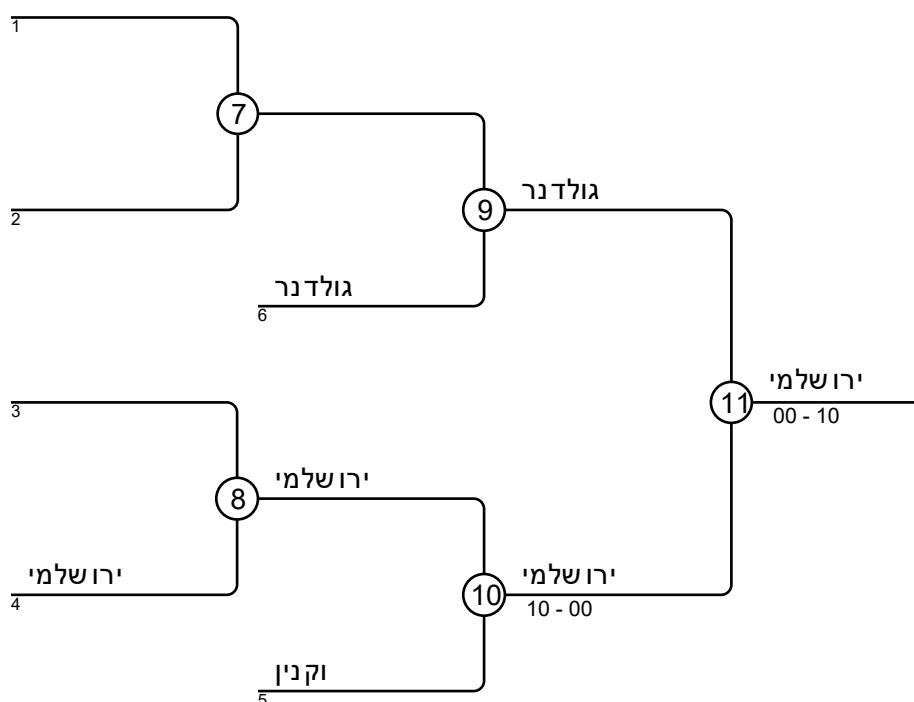 1
7
2
גולדנר
9
גולדנר
6
ירושלמי
11
00 - 10
3
ירושלמי
8
ירושלמי
4
ירושלמי
10
10 - 00
וקנין
5